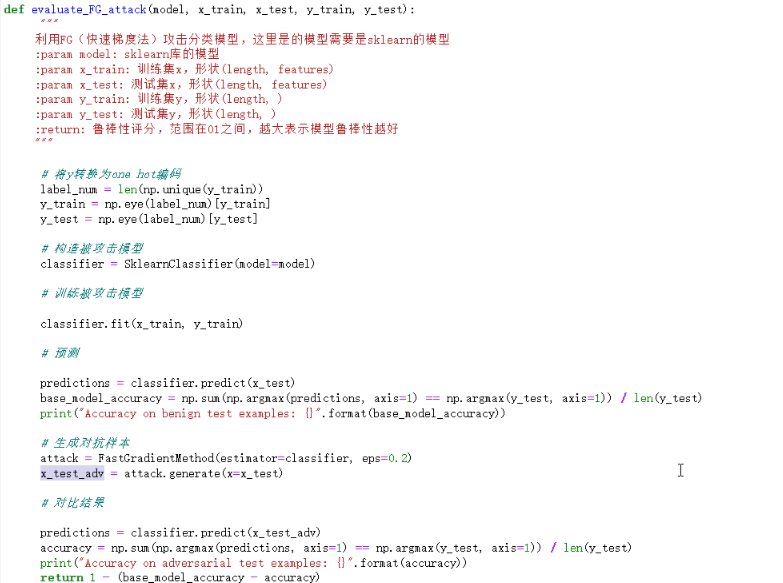 def evaluate_FG_attack(model, x_train, x_test, y_train, y_test):
"""
利用FG（快速梯度法）攻击分类模型，这里是的模型需要是sklearn的模型
:param model: sklearn库的模型
:param x_train: 训练集x，形状(length, features)
:param x_test: 测试集x，形状(length, features)
:param y_train: 训练集y，形状(length, )
:param y_test: 测试集y，形状(length, )
:return: 鲁棒性评分，范围在01之间，越大表示模型鲁棒性越好
"""
# 将y转换为one hot编码
label_num = len(np.unique(y_train))
y_train = np.eye(label_num)[y_train]
y_test = np.eye(label_num)[y_test]
# 构造被攻击模型
classifier = SklearnClassifier(model=model)
# 训练被攻击模型
classifier.fit(x_train, y_train)
# 预测
predictions = classifier.predict(x_test)
base_model_accuracy = np.sum(np.argmax(predictions, axis=1) == np.argmax(y_test, axis=1)) / len(y_test)
print("Accuracy on benign test examples: {}".format(base_model_accuracy))
# 生成对抗样本
attack = FastGradientMethod(estimator=classifier, eps=0.2)
x_test_adv = attack.generate(x=x_test)
# 对比结果
predictions = classifier.predict(x_test_adv)
accuracy = np.sum(np.argmax(predictions, axis=1) == np.argmax(y_test, axis=1)) / len(y_test)
print("Accuracy on adversarial test examples: {}".format(accuracy))
return 1 - (base_model_accuracy - accuracy)